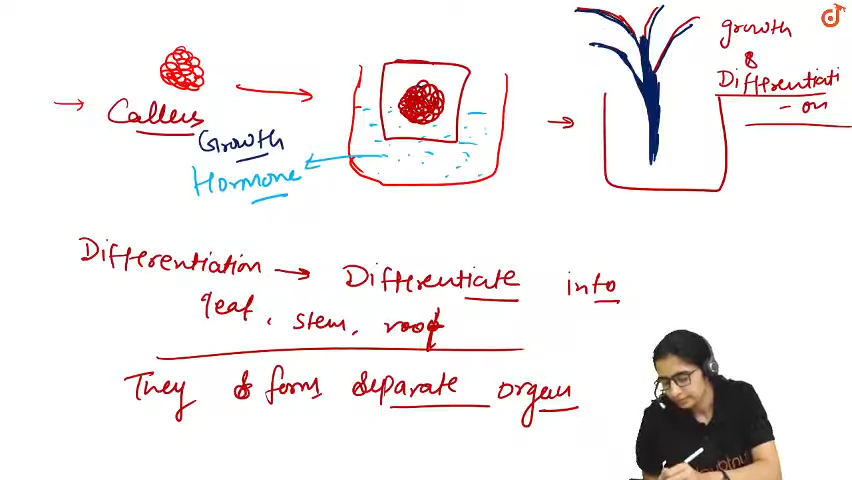 growth
&
Differentiati
- on
→ Callus
Growth
Hormone
Differentiation → Differentiate into
leaf, stem, root
They & form separate organ